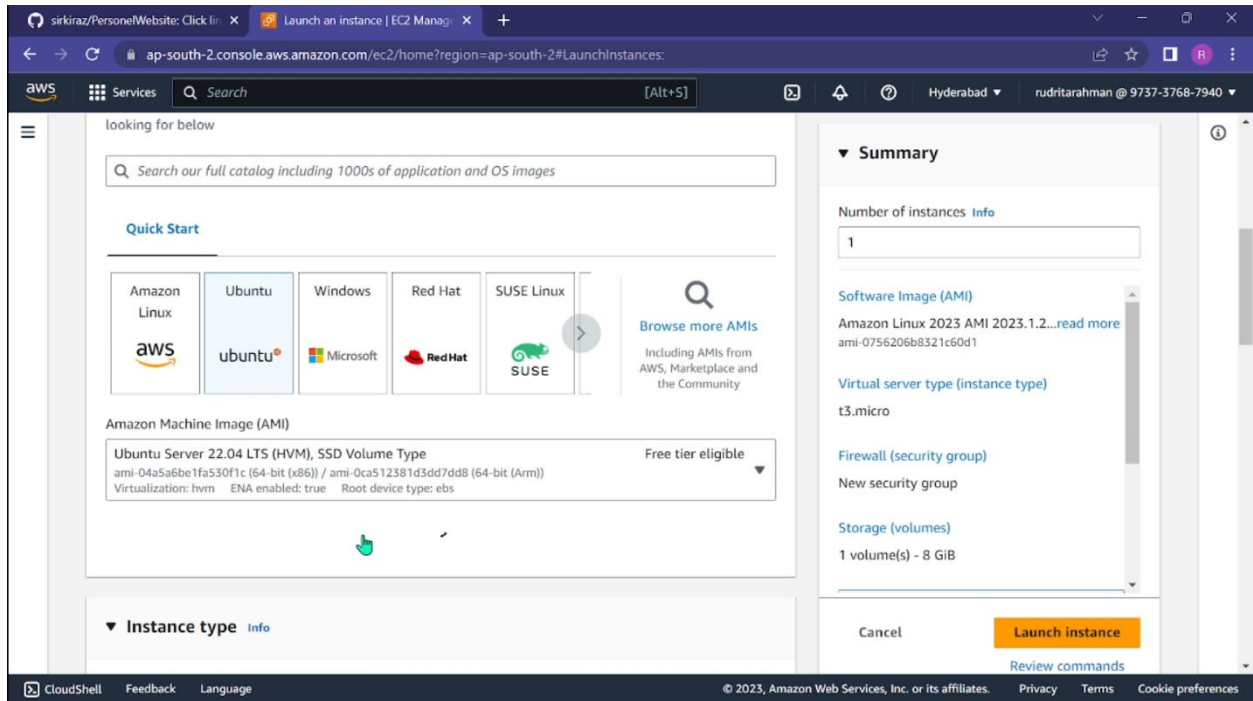 sirkiraz/PersonelWebsite: Click lin
Launch an instance | EC2 Manage
ap-south-2.console.aws.amazon.com/ec2/home?region=ap-south-2#LaunchInstances:
R
aws
Services
Search
[Alt+S]
Hyderabad
rudritarahman @ 9737-3768-7940
looking for below
Search our full catalog including 1000s of application and OS images
Quick Start
Amazon Linux
aws
Ubuntu
ubuntu
Windows
Microsoft
Red Hat
RedHat
SUSE Linux
SUSE
Browse more AMIs
Including AMIs from
AWS, Marketplace and
the Community
Amazon Machine Image (AMI)
Ubuntu Server 22.04 LTS (HVM), SSD Volume Type
Free tier eligible
ami-04a5a6be1fa530f1c (64-bit (x86)) / ami-0ca512381d3dd7dd8 (64-bit (Arm))
Virtualization: hvm ENA enabled: true Root device type: ebs
Instance type Info
Summary
Number of instances Info
1
Software Image (AMI)
Amazon Linux 2023 AMI 2023.1.2...read more
ami-0756206b8321c60d1
Virtual server type (instance type)
t3.micro
Firewall (security group)
New security group
Storage (volumes)
1 volume(s) - 8 GiB
Cancel
Launch instance
Review commands
CloudShell
Feedback
Language
© 2023, Amazon Web Services, Inc. or its affiliates.
Privacy
Terms
Cookie preferences